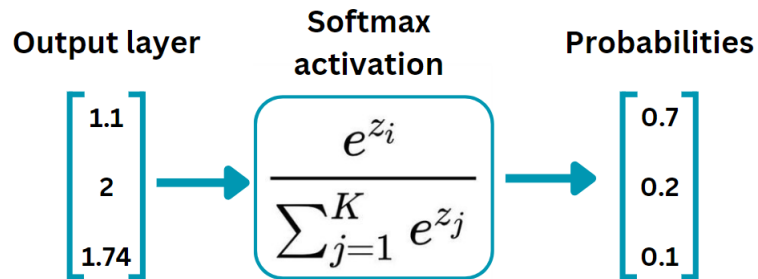 Output layer
Softmax
activation
Probabilities
1.1
2
1.74
e^{z_i}
∑_{j=1}^{K} e^{z_j}
0.7
0.2
0.1